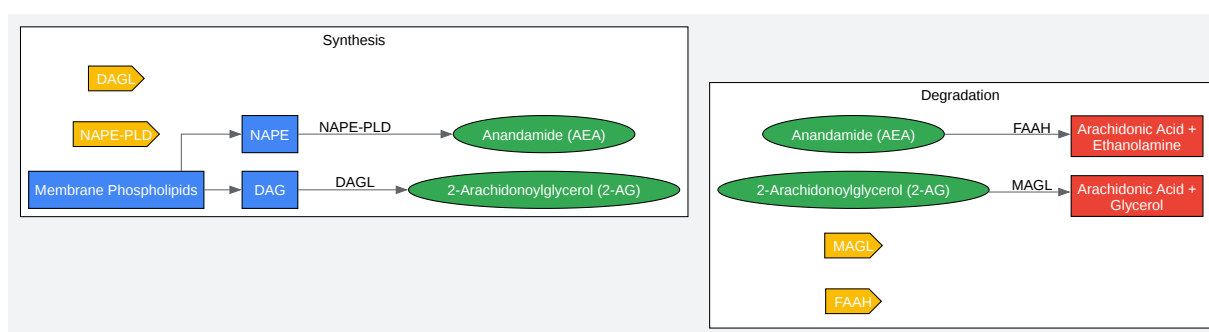 Synthesis
DAGL
NAPE-PLD
NAPE
NAPE-PLD
Anandamide (AEA)
Membrane Phospholipids
DAG
DAGL
2-Arachidonoylglycerol (2-AG)
Degradation
Anandamide (AEA)
FAAH
Arachidonic Acid +
Ethanolamine
2-Arachidonoylglycerol (2-AG)
MAGL
Arachidonic Acid +
Glycerol
MAGL
FAAH